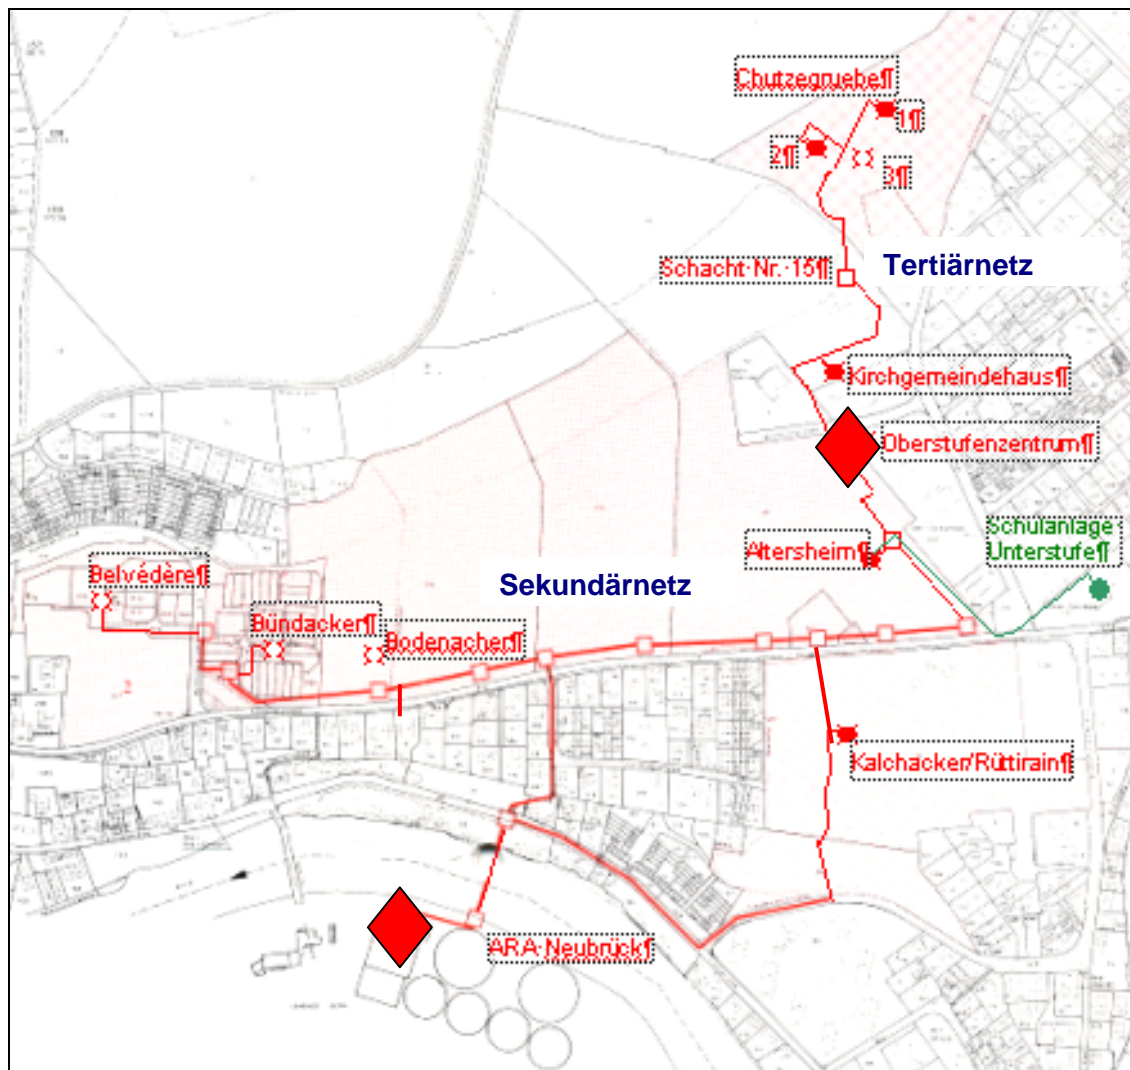 Chutzegruebe¶
1¶
2¶
3¶
Schacht·Nr.·15¶
Tertiärnetz
Kirchgemeindehaus¶
Oberstufenzentrum¶
Schulanlage·
Unterstufe¶
Altersheim¶
Sekundärnetz
Belvédère¶
Bündacker¶
Bodenacher¶
2
Kalchacker/Rüttirain¶
ARA·Neubrück¶